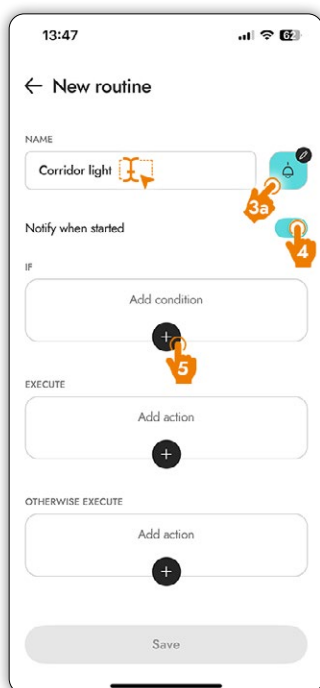 13:47
62
New routine
NAME
Corridor light
3a
Notify when started
4
IF
Add condition
5
EXECUTE
Add action
OTHERWISE EXECUTE
Add action
Save